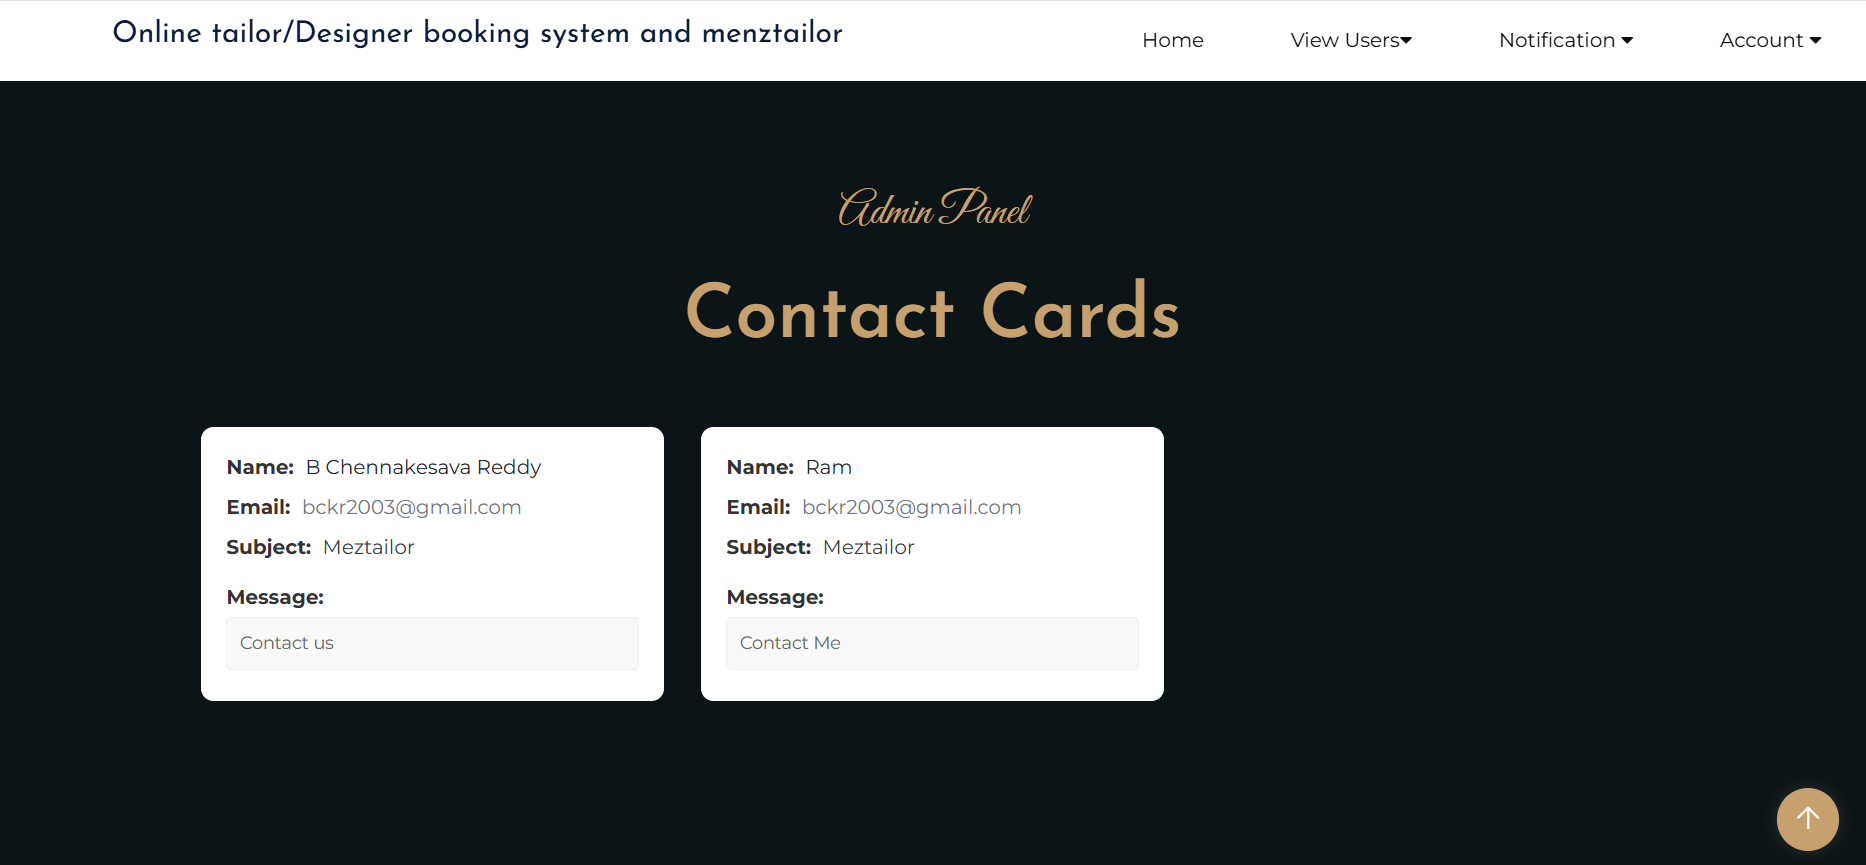 Online tailor/Designer booking system and menztailor
Home
View Users
Notification
Account
Admin Panel
Contact Cards
Name: B Chennakesava Reddy
Email: bckr2003@gmail.com
Subject: Meztailor
Message:
Contact us
Name: Ram
Email: bckr2003@gmail.com
Subject: Meztailor
Message:
Contact Me